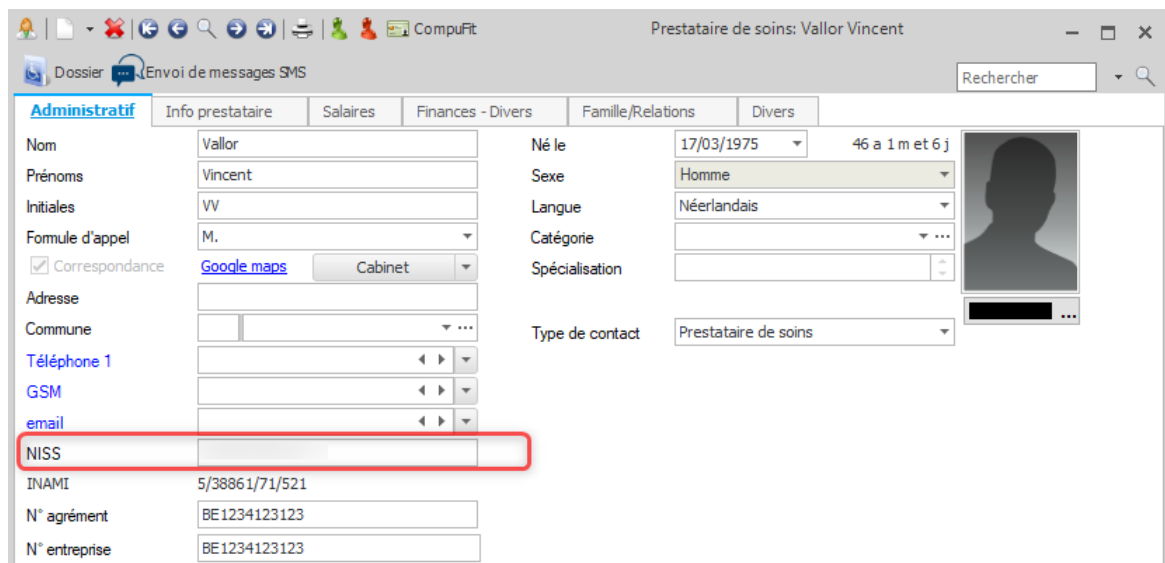 CompuFit Prestataire de soins: Vallor Vincent
Dossier Envoi de messages SMS Rechercher
Administratif Info prestataire Salaires Finances - Divers Famille/Relations Divers
Nom Vallor Né le 17/03/1975 46 a 1 m et 6 j
Prénoms Vincent Sexe Homme
Initiales VV Langue Néerlandais
Formule d'appel M. Catégorie ...
Correspondance Google maps Cabinet Spécialisation
Adresse ...
Commune ... Type de contact Prestataire de soins
Téléphone 1
GSM
email
NISS
INAMI 5/38861/71/521
N° agrément BE1234123123
N° entreprise BE1234123123